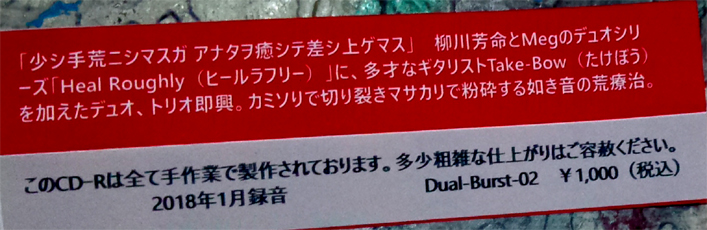 「少シ手荒ニシマスガ アナタヲ癒シテ差シ上ゲマス」 柳川芳命とMegのデュオシリ
ーズ「Heal Roughly（ヒールラフリー）」に、多才なギタリストTake-Bow（たけぼう）
を加えたデュオ、トリオ即興。カミソリで切り裂きマサカリで粉砕する如き音の荒療治。
このCD-Rは全て手作業で製作されております。多少粗雑な仕上がりはご容赦ください。
2018年1月録音 Dual-Burst-02 ￥1,000（税込）